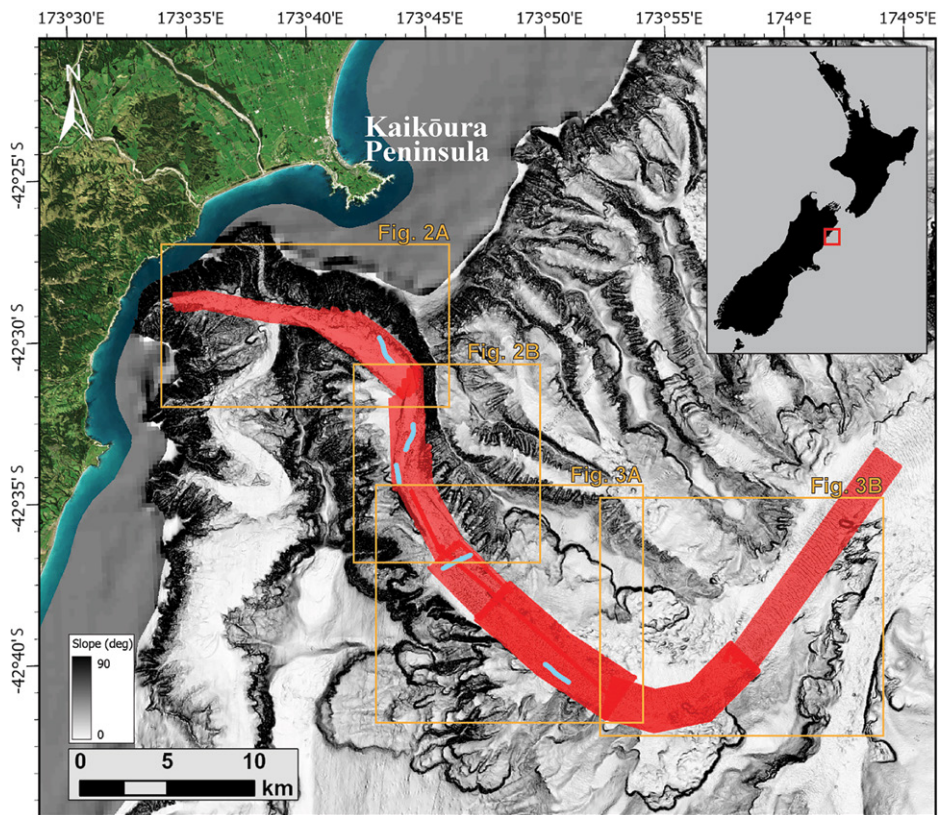 173°30'E 173°35'E 173°40'E 173°45'E 173°50'E 173°55'E 174°E 174°5'E
N
Kaikōura
Peninsula
-42°25'S
Fig. 2A
-42°30'S
Fig. 2B
-42°35'S
Fig. 3A
Fig. 3B
-42°40'S
Slope (deg)
90
0
0 5 10
km